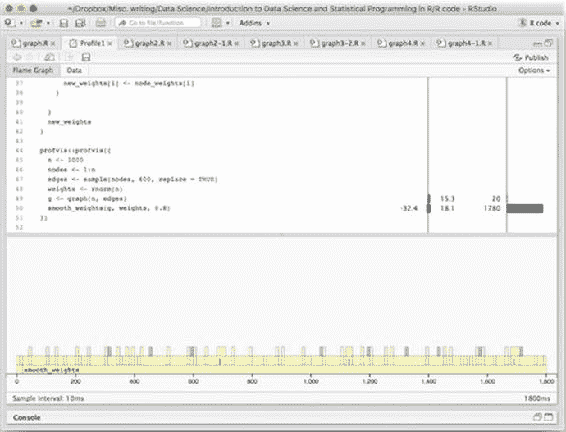 ~/Dropbox/Misc. writing/Data Science/Introduction to Data Science and Statistical Programming in R/R code - RStudio
Go to file/function Addins R code
graph.R Profile1 graph2.R graph2-1.R graph3.R graph3-2.R graph4.R graph4-1.R
Publish
Flame Graph Data Options
37 new_weights[i] <- node_weights[i]
38 }
39
40 }
41 new_weights
42 }
43
44 profvis::profvis({
45 n <- 1000
46 nodes <- 1:n
47 edges <- sample(nodes, 600, replace = TRUE)
48 weights <- rnorm(n)
49 g <- graph(n, edges) 15.3 20
50 smooth_weights(g, weights, 0.8) -32.4 18.1 1780
51 })
52
smooth_weights
0 200 400 600 800 1,000 1,200 1,400 1,600 1,800
Sample Interval: 10ms 1800ms
Console